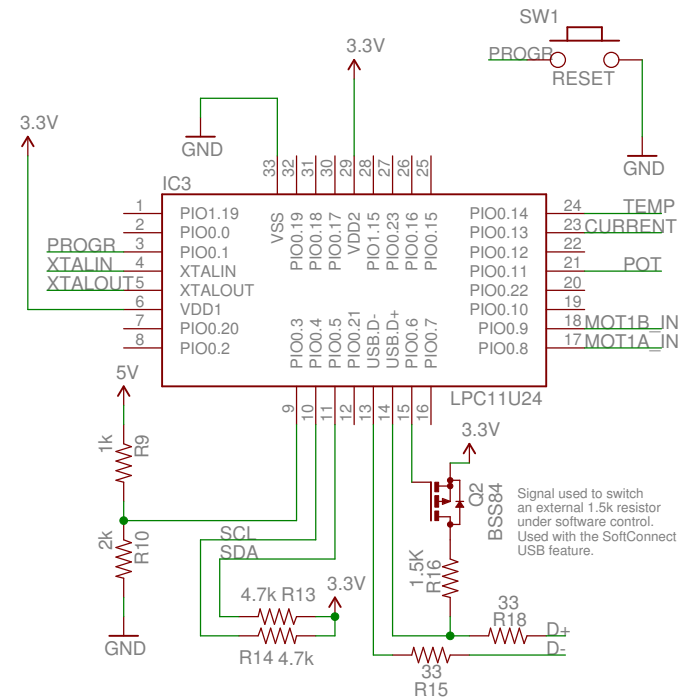 SW1
PROGR
RESET
GND
3.3V
3.3V
GND
33
32
31
30
29
28
27
26
25
IC3
VSS
PIO0.19
PIO0.18
PIO0.17
VDD2
PIO1.15
PIO0.23
PIO0.16
PIO0.15
1 PIO1.19
2 PIO0.0
PROGR 3 PIO0.1
XTALIN 4 XTALIN
XTALOUT 5 XTALOUT
6 VDD1
7 PIO0.20
8 PIO0.2
PIO0.14 24 TEMP
PIO0.13 23 CURRENT
PIO0.12 22
PIO0.11 21 POT
PIO0.22 20
PIO0.10 19
PIO0.9 18 MOT1B_IN
PIO0.8 17 MOT1A_IN
PIO0.3
PIO0.4
PIO0.5
PIO0.21
USB.D-
USB.D+
PIO0.6
PIO0.7
LPC11U24
9
10
11
12
13
14
15
16
5V
1k
R9
2k
R10
GND
SCL
SDA
4.7k R13
3.3V
R14 4.7k
3.3V
Q2
BSS84
Signal used to switch
an external 1.5k resistor
under software control.
Used with the SoftConnect
USB feature.
1.5K
R16
33
R18
D+
D-
33
R15